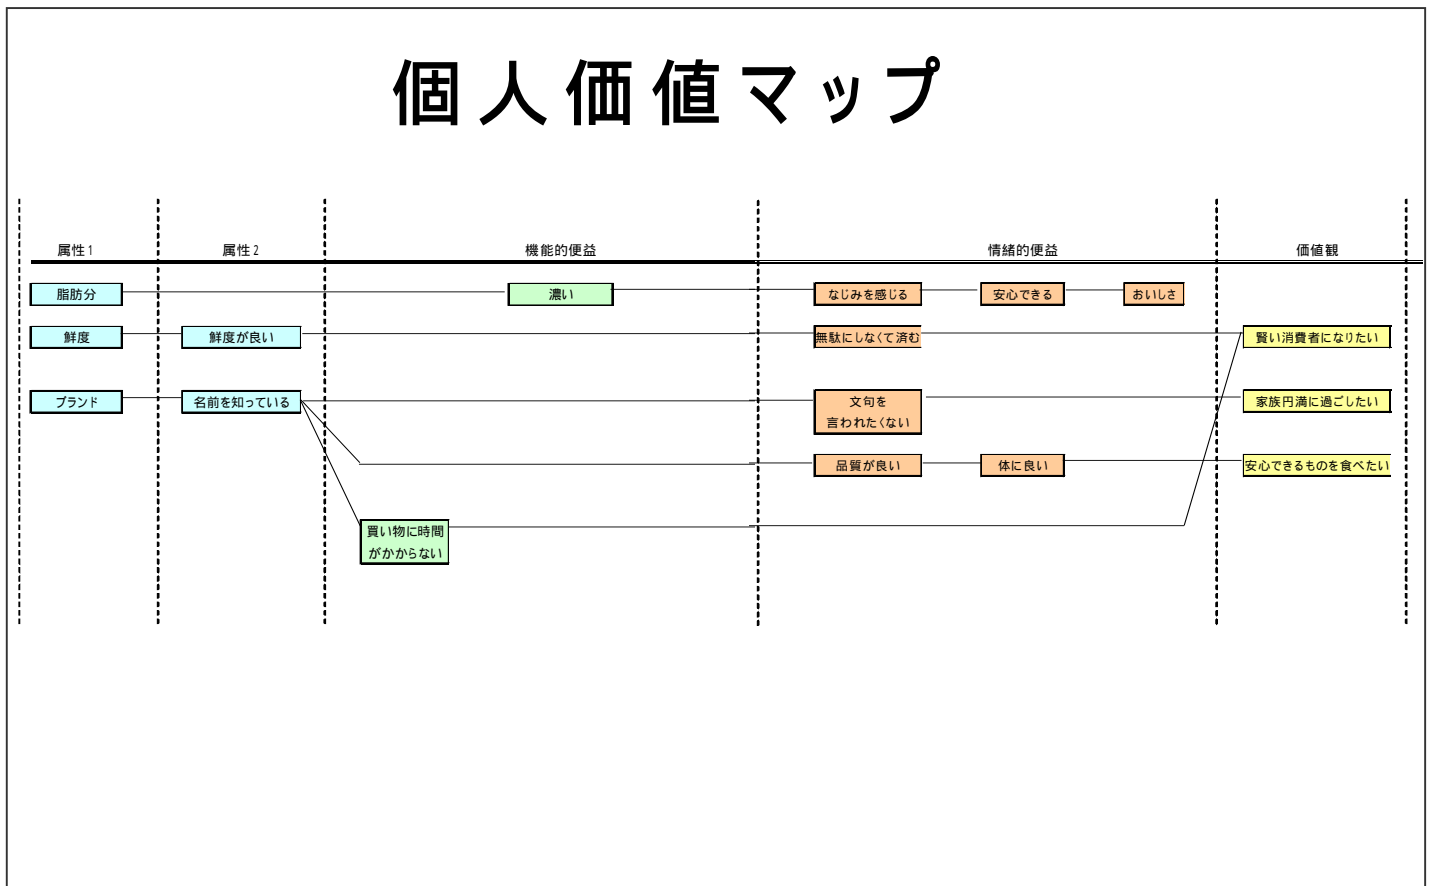 個人価値マップ
属性1 属性2 機能的便益 情緒的便益 価値観
脂肪分 濃い なじみを感じる 安心できる おいしさ
鮮度 鮮度が良い 無駄にしなくて済む 賢い消費者になりたい
ブランド 名前を知っている 文句を 家族円満に過ごしたい
言われたくない
品質が良い 体に良い 安心できるものを食べたい
買い物に時間
がかからない